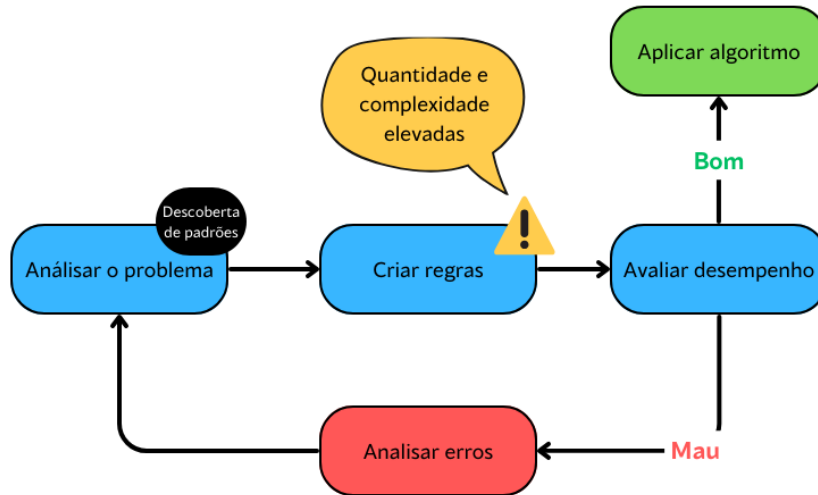 Aplicar algoritmo
Quantidade e
complexidade
elevadas
Bom
Descoberta
de padrões
Análisar o problema
Criar regras
Avaliar desempenho
Analisar erros
Mau